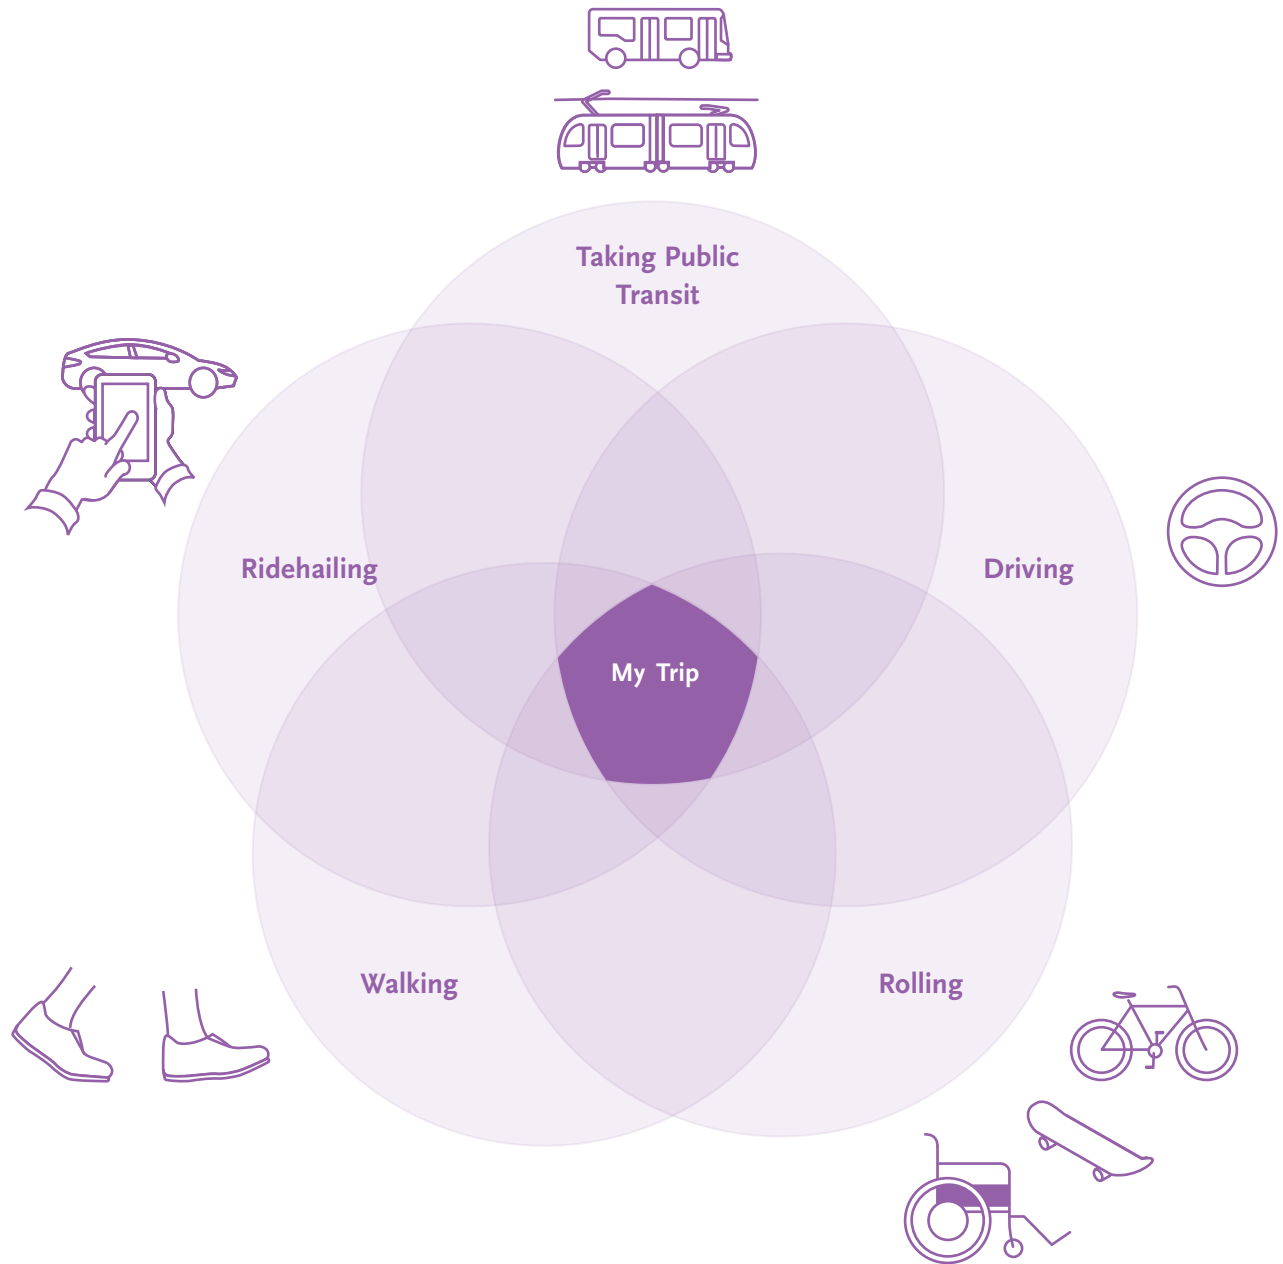 Taking Public
Transit
Ridehailing
Driving
My Trip
Walking
Rolling